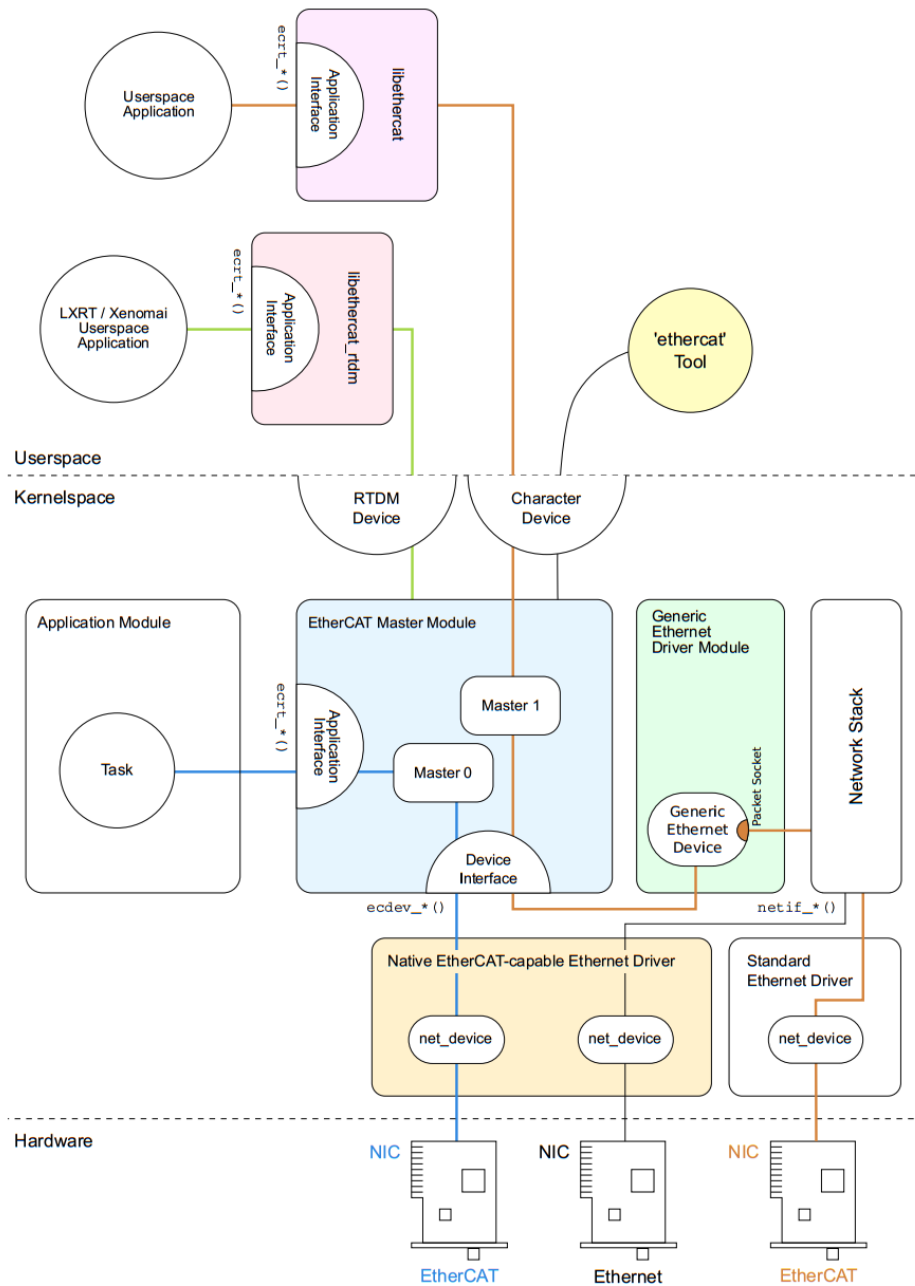 ecrt_*()
Userspace
Application
Application
Interface
libethercat
ecrt_*()
LXRT / Xenomai
Userspace
Application
Application
Interface
libethercat_rtdm
'ethercat'
Tool
Userspace
Kernelspace
RTDM
Device
Character
Device
Application Module
EtherCAT Master Module
Generic
Ethernet
Driver Module
ecrt_*()
Application
Interface
Master 1
Network Stack
Task
Master 0
Packet Socket
Generic
Ethernet
Device
Device
Interface
ecdev_*()
netif_*()
Native EtherCAT-capable Ethernet Driver
Standard
Ethernet Driver
net_device
net_device
net_device
Hardware
NIC
NIC
NIC
EtherCAT
Ethernet
EtherCAT